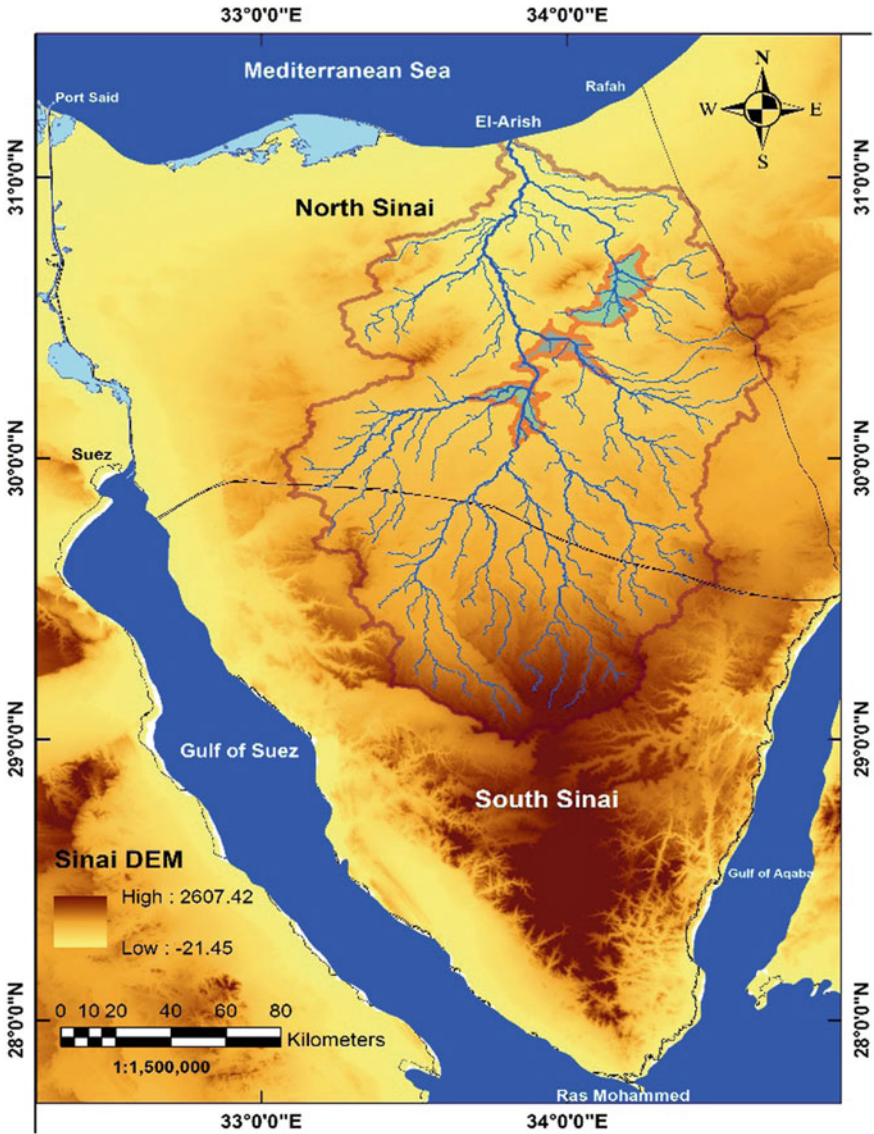 33°0'0"E 34°0'0"E
Mediterranean Sea
Port Said
Rafah
El-Arish
N
W E
S
31°0'0"N 31°0'0"N
North Sinai
30°0'0"N 30°0'0"N
Suez
29°0'0"N 29°0'0"N
Gulf of Suez
South Sinai
Gulf of Aqaba
Sinai DEM
High : 2607.42
Low : -21.45
28°0'0"N 28°0'0"N
0 10 20 40 60 80
Kilometers
1:1,500,000
Ras Mohammed
33°0'0"E 34°0'0"E